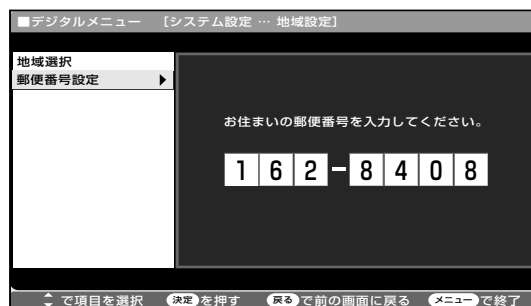 ■デジタルメニュー [システム設定 … 地域設定]
地域選択
郵便番号設定
お住まいの郵便番号を入力してください。
162-8408
で項目を選択 決定を押す 戻るで前の画面に戻る メニューで終了